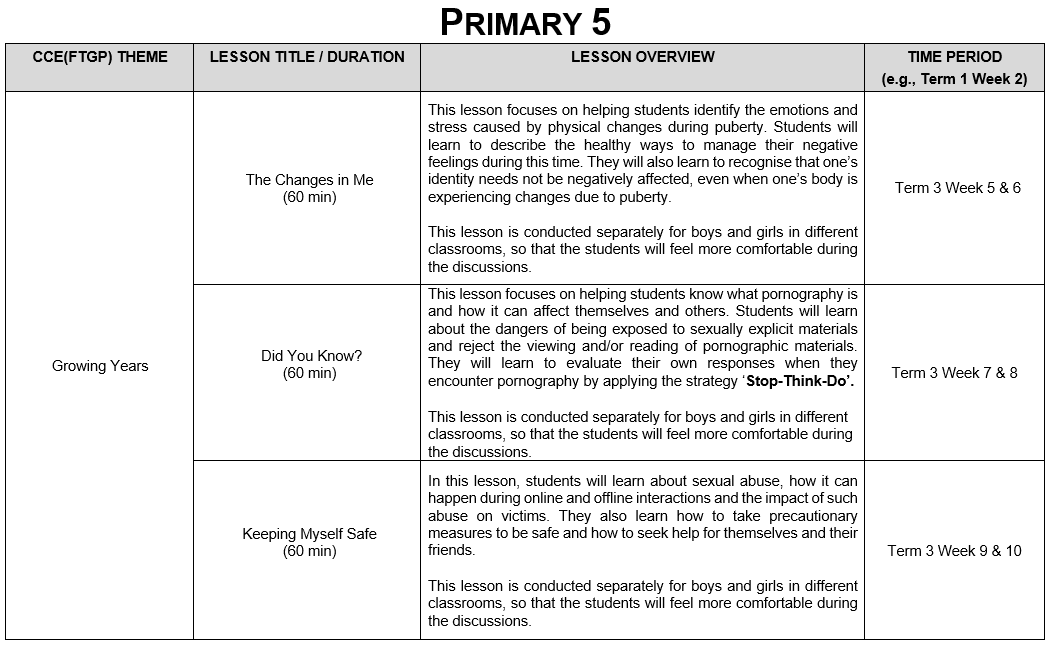 PRIMARY 5
CCE(FTGP) THEME
LESSON TITLE / DURATION
LESSON OVERVIEW
TIME PERIOD
(e.g., Term 1 Week 2)
Growing Years
The Changes in Me
(60 min)
This lesson focuses on helping students identify the emotions and
stress caused by physical changes during puberty. Students will
learn to describe the healthy ways to manage their negative
feelings during this time. They will also learn to recognise that one’s
identity needs not be negatively affected, even when one’s body is
experiencing changes due to puberty.
This lesson is conducted separately for boys and girls in different
classrooms, so that the students will feel more comfortable during
the discussions.
Term 3 Week 5 & 6
Did You Know?
(60 min)
This lesson focuses on helping students know what pornography is
and how it can affect themselves and others. Students will learn
about the dangers of being exposed to sexually explicit materials
and reject the viewing and/or reading of pornographic materials.
They will learn to evaluate their own responses when they
encounter pornography by applying the strategy ‘Stop-Think-Do’.
This lesson is conducted separately for boys and girls in different
classrooms, so that the students will feel more comfortable during
the discussions.
Term 3 Week 7 & 8
Keeping Myself Safe
(60 min)
In this lesson, students will learn about sexual abuse, how it can
happen during online and offline interactions and the impact of such
abuse on victims. They also learn how to take precautionary
measures to be safe and how to seek help for themselves and their
friends.
This lesson is conducted separately for boys and girls in different
classrooms, so that the students will feel more comfortable during
the discussions.
Term 3 Week 9 & 10